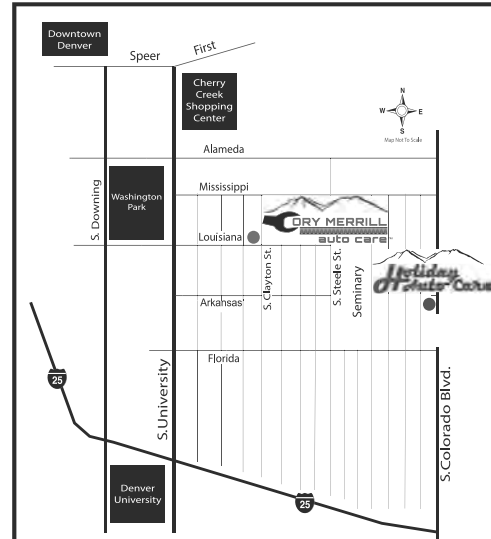 Downtown
Denver
Speer
First
Cherry
Creek
Shopping
Center
N
W
E
S
Map Not To Scale
Alameda
S. Downing
Washington
Park
Mississippi
CORY MERRILL
auto care
Louisiana
S. Clayton St.
S. Steele St.
Seminary
Holiday
Auto Care
Arkansas'
Florida
25
S.University
S.Colorado Blvd.
Denver
University
25